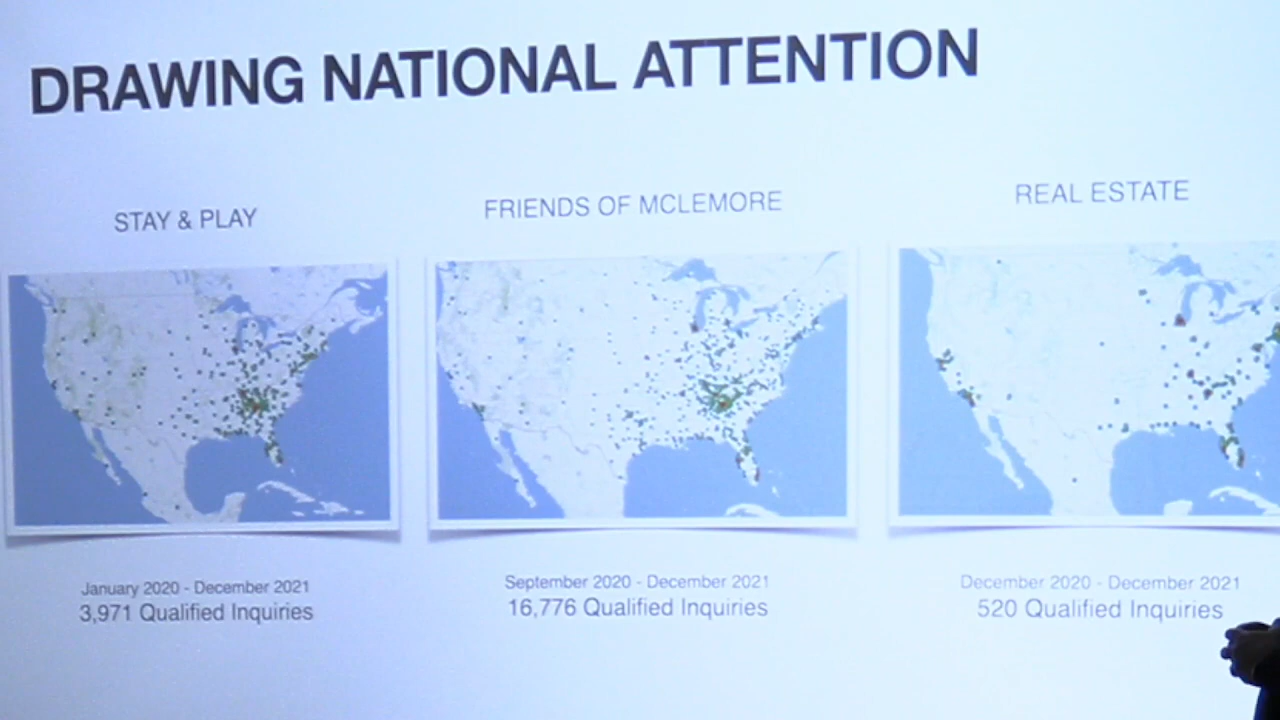 DRAWING NATIONAL ATTENTION
STAY & PLAY
FRIENDS OF MCLEMORE
REAL ESTATE
January 2020 - December 2021
3,971 Qualified Inquiries
September 2020 - December 2021
16,776 Qualified Inquiries
December 2020 - December 2021
520 Qualified Inquiries